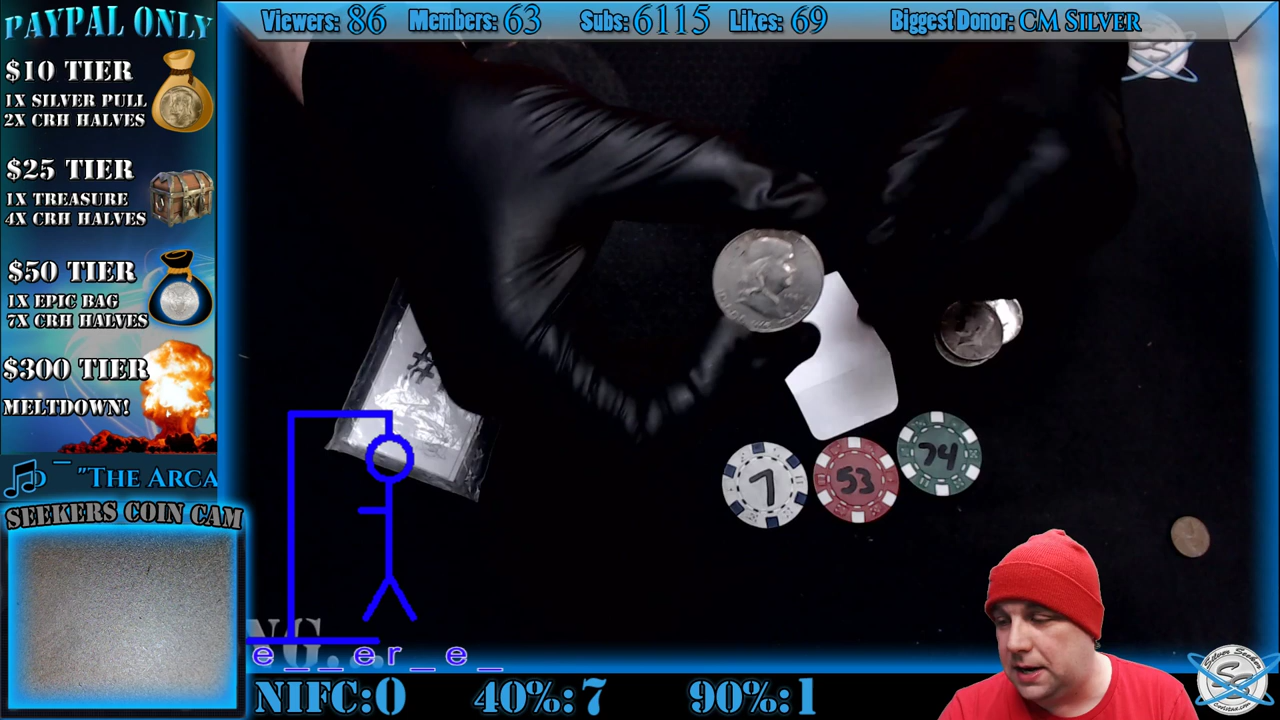 PAYPAL ONLY
Viewers: 86 Members: 63 Subs: 6115 Likes: 69 Biggest Donor: CM SILVER
$10 TIER
1X SILVER PULL
2X CRH HALVES
$25 TIER
1X TREASURE
4X CRH HALVES
$50 TIER
1X EPIC BAG
7X CRH HALVES
$300 TIER
MELTDOWN!
"THE ARCA
SEEKERS COIN CAM
#
7 53 74
NG.
e__er_e_
NIFC:0 40%:7 90%:1